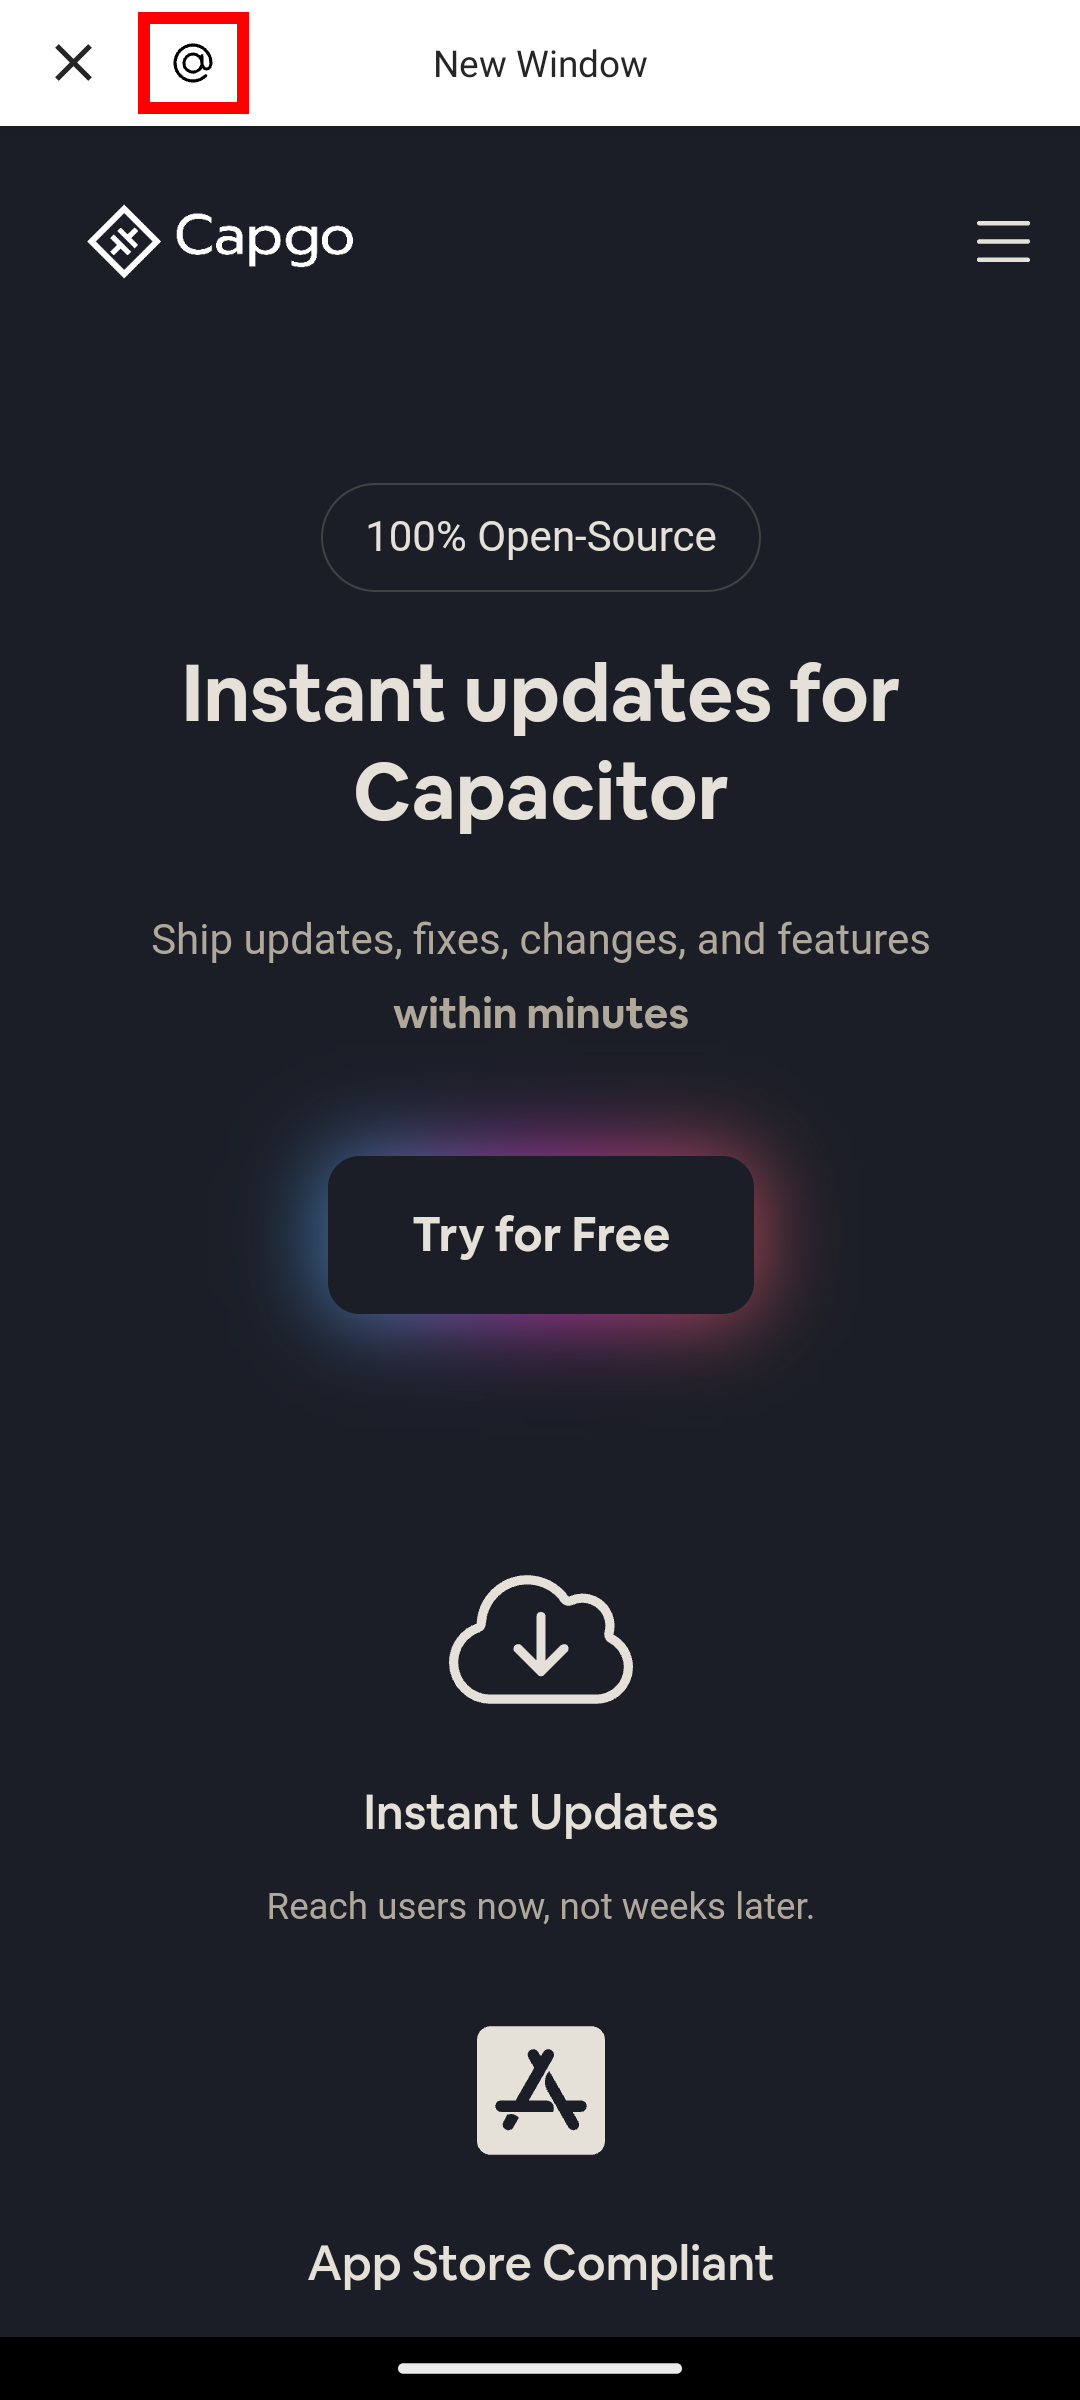 @
New Window
Capgo
100% Open-Source
Instant updates for
Capacitor
Ship updates, fixes, changes, and features
within minutes
Try for Free
Instant Updates
Reach users now, not weeks later.
App Store Compliant